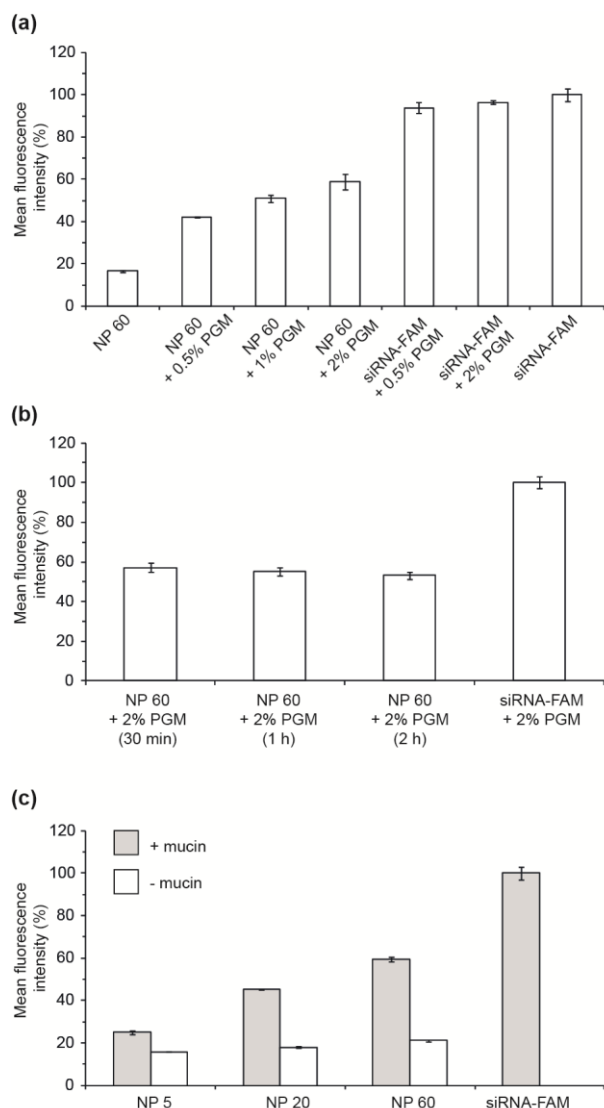 (a)
Mean fluorescence
intensity (%)
120
100
80
60
40
20
0
NP 60
NP 60
+ 0.5% PGM
NP 60
+ 1% PGM
NP 60
+ 2% PGM
siRNA-FAM
+ 0.5% PGM
siRNA-FAM
+ 2% PGM
siRNA-FAM
(b)
Mean fluorescence
intensity (%)
120
100
80
60
40
20
0
NP 60
+ 2% PGM
(30 min)
NP 60
+ 2% PGM
(1 h)
NP 60
+ 2% PGM
(2 h)
siRNA-FAM
+ 2% PGM
(c)
Mean fluorescence
intensity (%)
120
100
80
60
40
20
0
+ mucin
- mucin
NP 5
NP 20
NP 60
siRNA-FAM